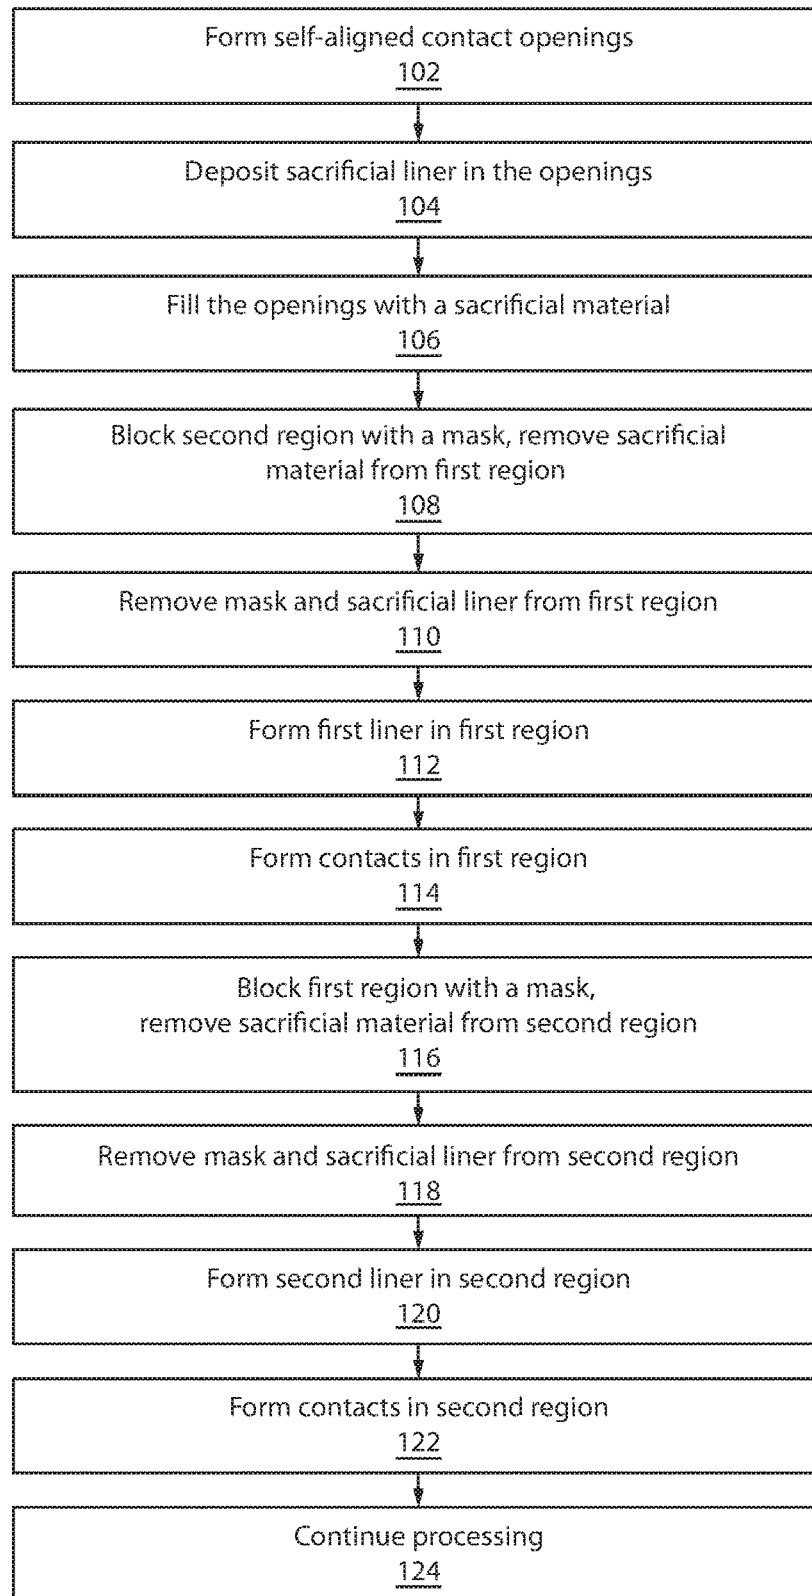 Form self-aligned contact openings
102
Deposit sacrificial liner in the openings
104
Fill the openings with a sacrificial material
106
Block second region with a mask, remove sacrificial
material from first region
108
Remove mask and sacrificial liner from first region
110
Form first liner in first region
112
Form contacts in first region
114
Block first region with a mask,
remove sacrificial material from second region
116
Remove mask and sacrificial liner from second region
118
Form second liner in second region
120
Form contacts in second region
122
Continue processing
124